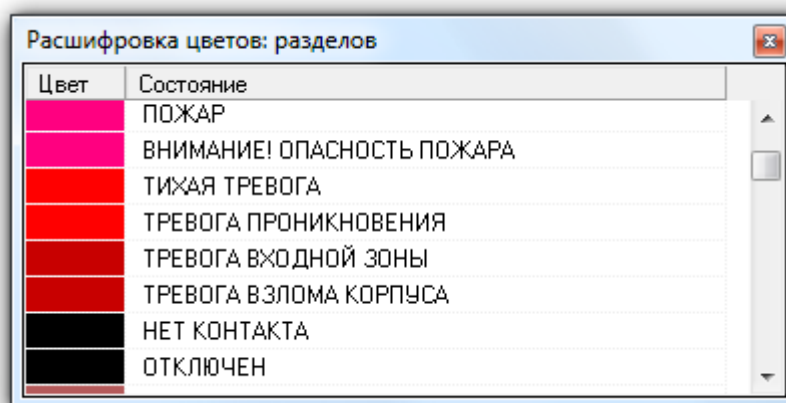 Расшифровка цветов: разделов
Цвет Состояние
ПОЖАР
ВНИМАНИЕ! ОПАСНОСТЬ ПОЖАРА
ТИХАЯ ТРЕВОГА
ТРЕВОГА ПРОНИКНОВЕНИЯ
ТРЕВОГА ВХОДНОЙ ЗОНЫ
ТРЕВОГА ВЗЛОМА КОРПУСА
НЕТ КОНТАКТА
ОТКЛЮЧЕН